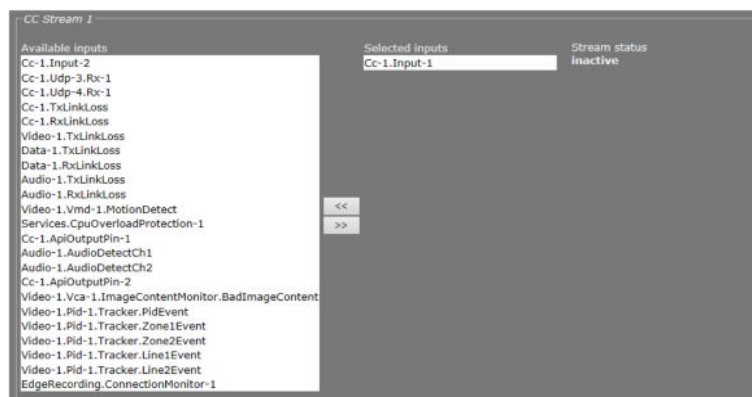 CC Stream 1
Available inputs
Cc-1.Input-2
Cc-1.Udp-3.Rx-1
Cc-1.Udp-4.Rx-1
Cc-1.TxLinkLoss
Cc-1.RxLinkLoss
Video-1.TxLinkLoss
Data-1.TxLinkLoss
Data-1.RxLinkLoss
Audio-1.TxLinkLoss
Audio-1.RxLinkLoss
Video-1.Vmd-1.MotionDetect
Services.CpuOverloadProtection-1
Cc-1.ApiOutputPin-1
Audio-1.AudioDetectCh1
Audio-1.AudioDetectCh2
Cc-1.ApiOutputPin-2
Video-1.Vca-1.ImageContentMonitor.BadImageContent
Video-1.Pid-1.Tracker.PidEvent
Video-1.Pid-1.Tracker.Zone1Event
Video-1.Pid-1.Tracker.Zone2Event
Video-1.Pid-1.Tracker.Line1Event
Video-1.Pid-1.Tracker.Line2Event
EdgeRecording.ConnectionMonitor-1
<<
>>
Selected inputs
Cc-1.Input-1
Stream status
inactive